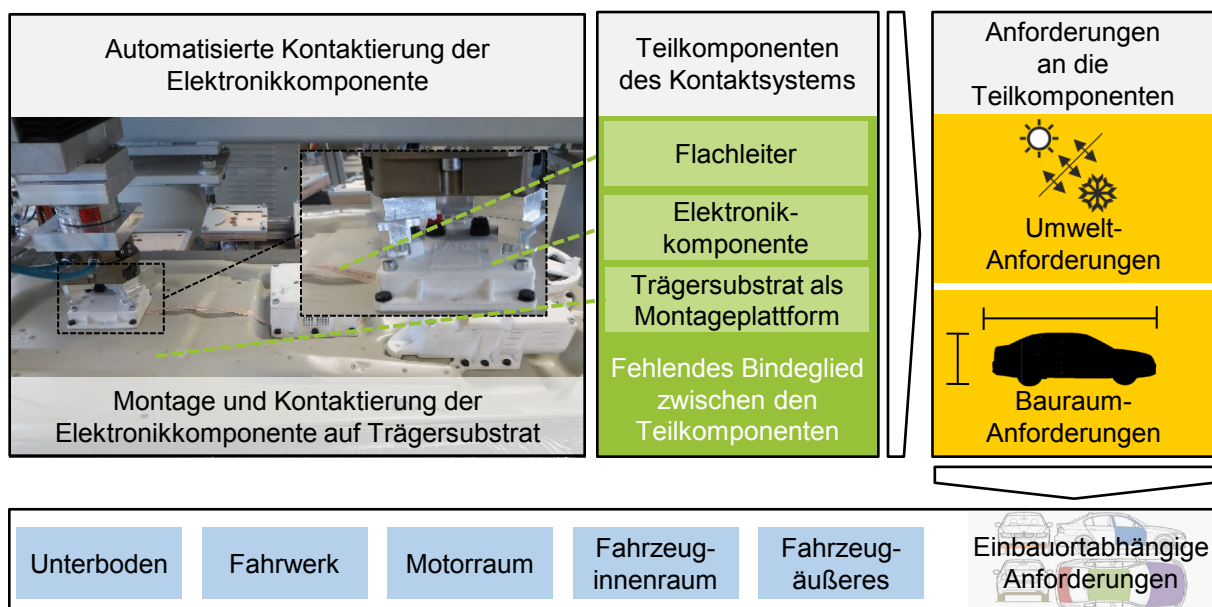 Automatisierte Kontaktierung der
Elektronikkomponente
Montage und Kontaktierung der
Elektronikkomponente auf Trägersubstrat
Teilkomponenten
des Kontaktsystems
Flachleiter
Elektronik-
komponente
Trägersubstrat als
Montageplattform
Fehlendes Bindeglied
zwischen den
Teilkomponenten
Anforderungen
an die
Teilkomponenten
Umwelt-
Anforderungen
Bauraum-
Anforderungen
Unterboden
Fahrwerk
Motorraum
Fahrzeug-
innenraum
Fahrzeug-
äußeres
Einbauortabhängige
Anforderungen